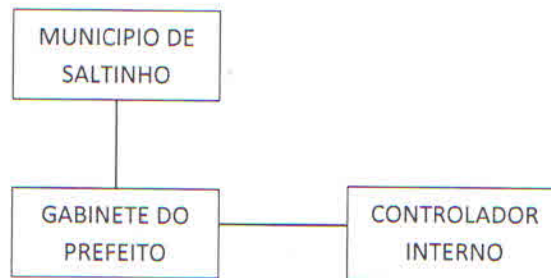 MUNICIPIO DE
SALTINHO
GABINETE DO
PREFEITO
CONTROLADOR
INTERNO